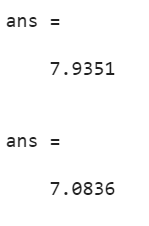 ans =
7.9351
ans =
7.0836